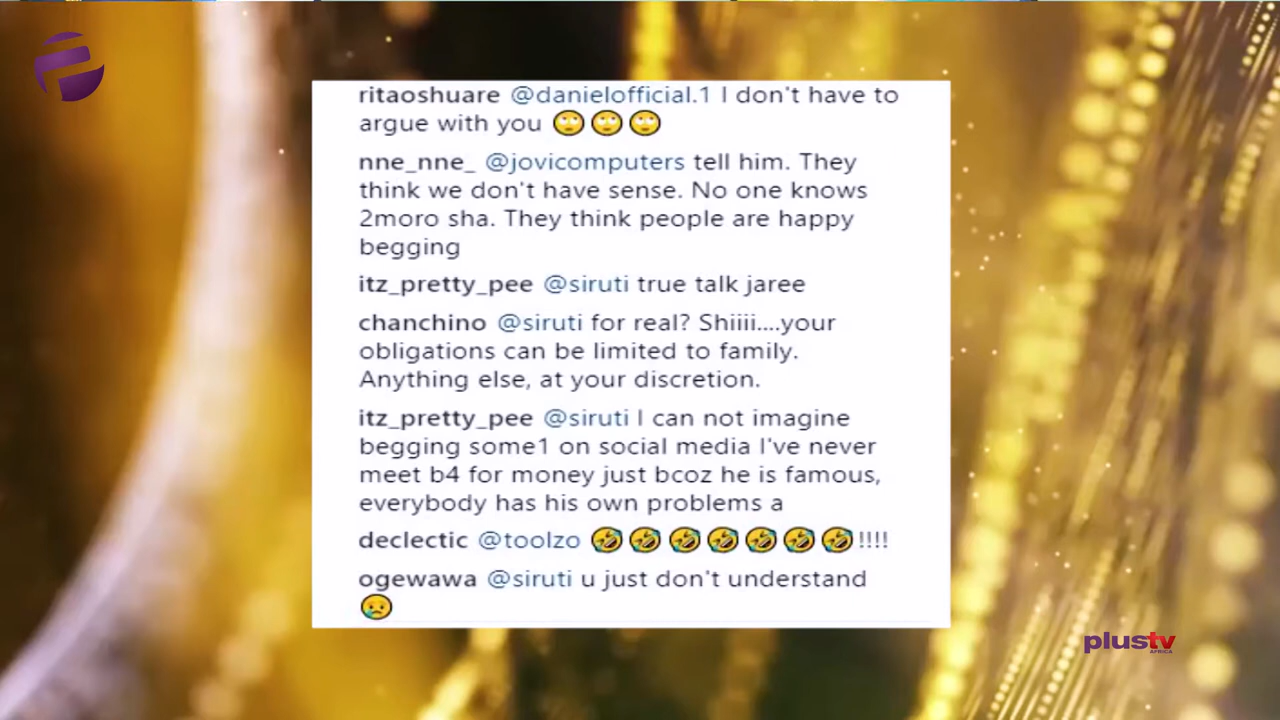 ritaoshuare @danielofficial.1 I don't have to
argue with you 🙄 🙄 🙄
nne_nne_ @jovicomputers tell him. They
think we don't have sense. No one knows
2moro sha. They think people are happy
begging
itz_pretty_pee @siruti true talk jaree
chanchino @siruti for real? Shiiii....your
obligations can be limited to family.
Anything else, at your discretion.
itz_pretty_pee @siruti I can not imagine
begging some1 on social media I've never
meet b4 for money just bcoz he is famous,
everybody has his own problems a
declectic @toolzo 🤣🤣🤣🤣🤣🤣🤣!!!!
ogewawa @siruti u just don't understand
😢
plustv
AFRICA